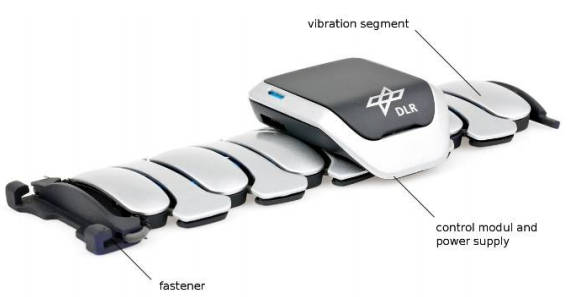 vibration segment
DLR
control modul and
power supply
fastener